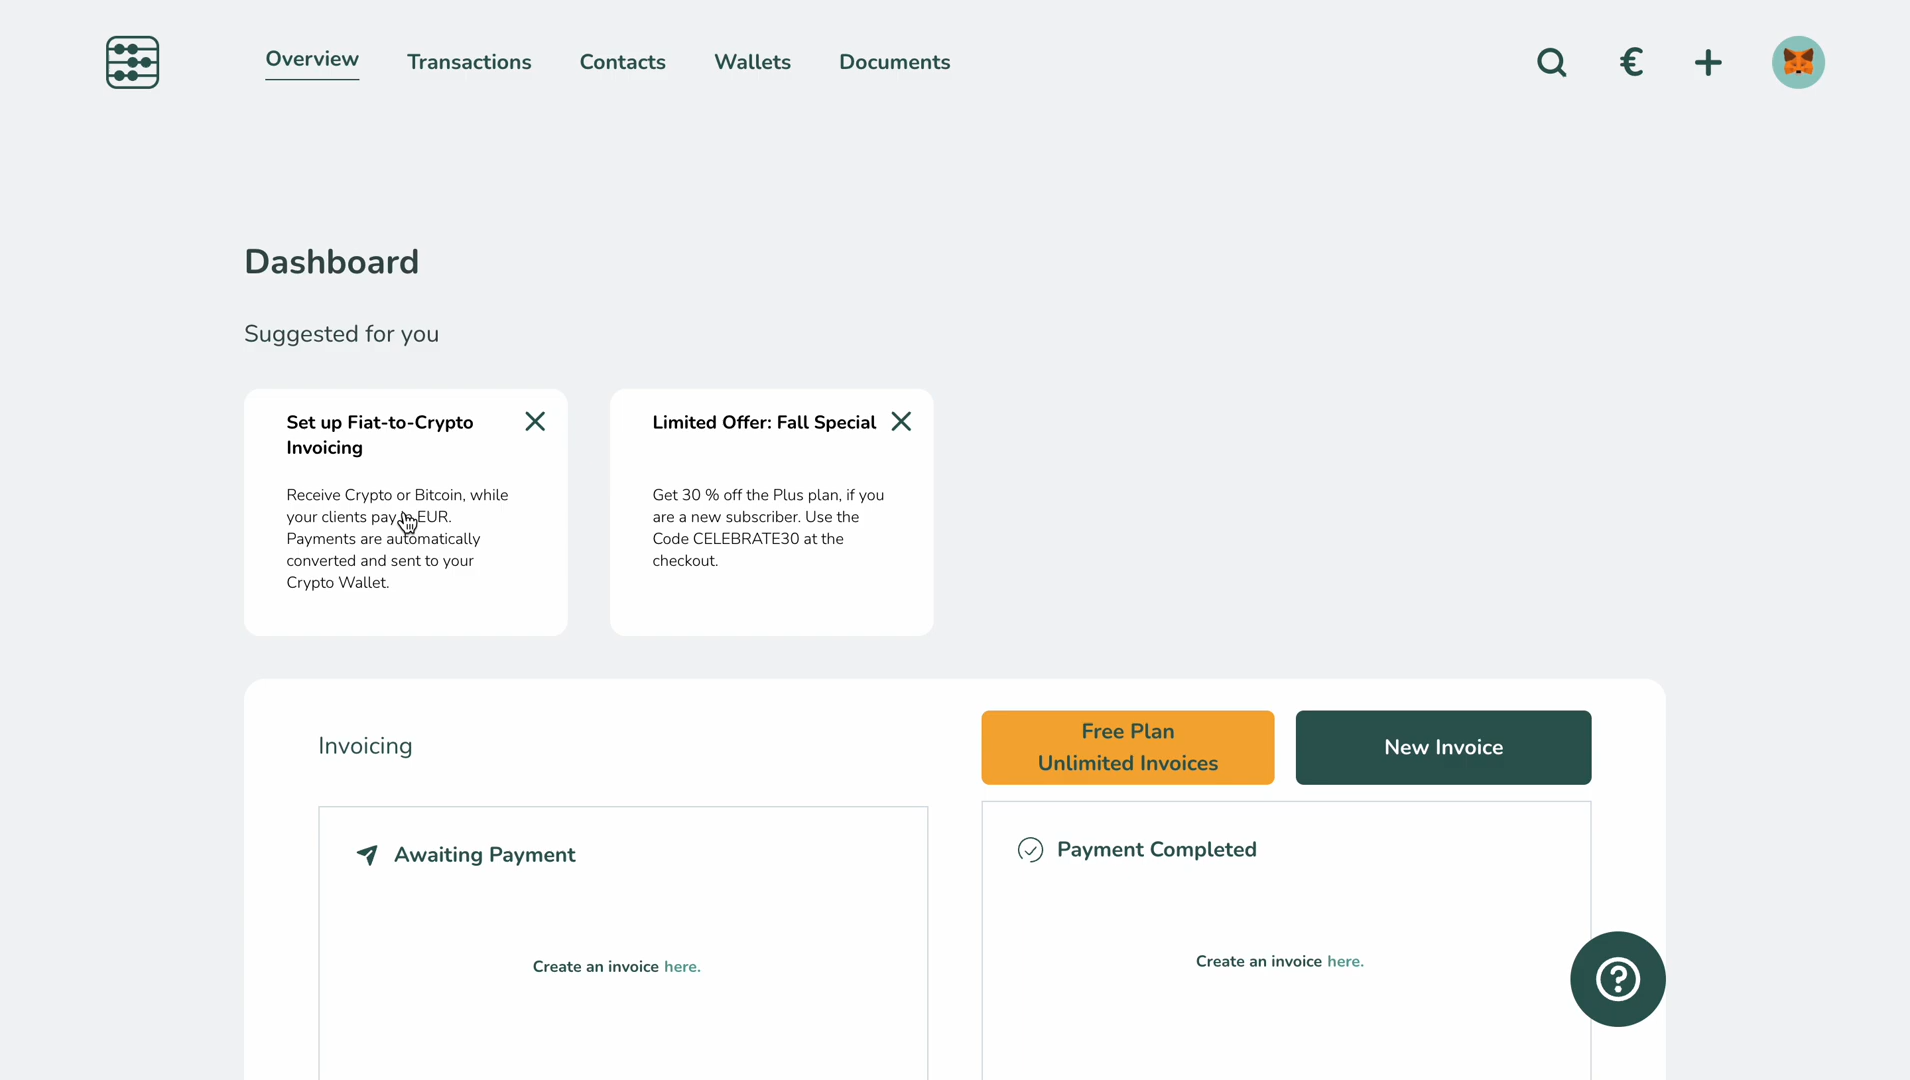 Overview
Transactions
Contacts
Wallets
Documents
€
Dashboard
Suggested for you
Set up Fiat-to-Crypto
Invoicing
Receive Crypto or Bitcoin, while
your clients pay in EUR.
Payments are automatically
converted and sent to your
Crypto Wallet.
Limited Offer: Fall Special
Get 30 % off the Plus plan, if you
are a new subscriber. Use the
Code CELEBRATE30 at the
checkout.
Invoicing
Free Plan
Unlimited Invoices
New Invoice
Awaiting Payment
Create an invoice here.
Payment Completed
Create an invoice here.